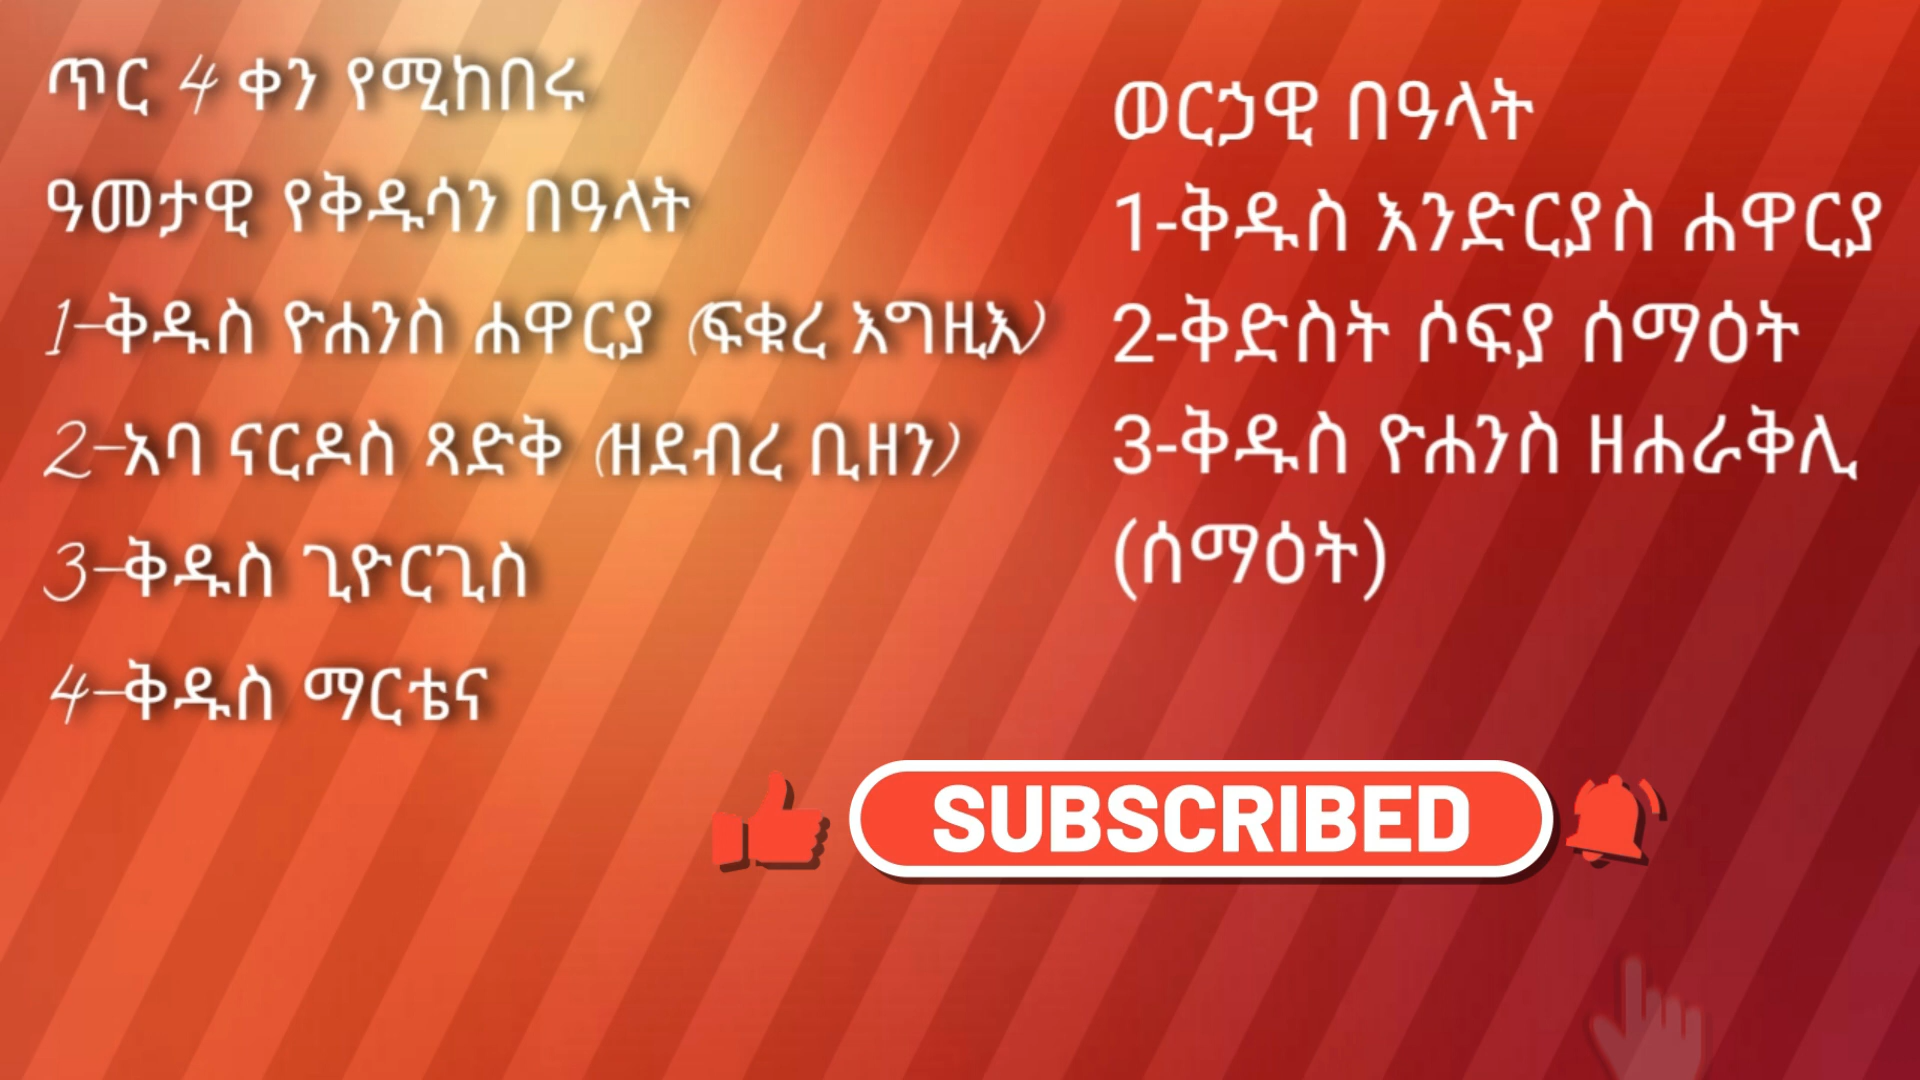 ጥር 4 ቀን የሚከበሩ
ዓመታዊ የቅዱሳን በዓላት
1-ቅዱስ ዮሐንስ ሐዋርያ (ፍቁረ እግዚእ)
2-አባ ናርዶስ ጻድቅ (ዘደብረ ቢዘን)
3-ቅዱስ ጊዮርጊስ
4-ቅዱስ ማርቴና
ወርኃዊ በዓላት
1-ቅዱስ እንድርያስ ሐዋርያ
2-ቅድስት ሶፍያ ሰማዕት
3-ቅዱስ ዮሐንስ ዘሐራቅሊ
(ሰማዕት)
SUBSCRIBED